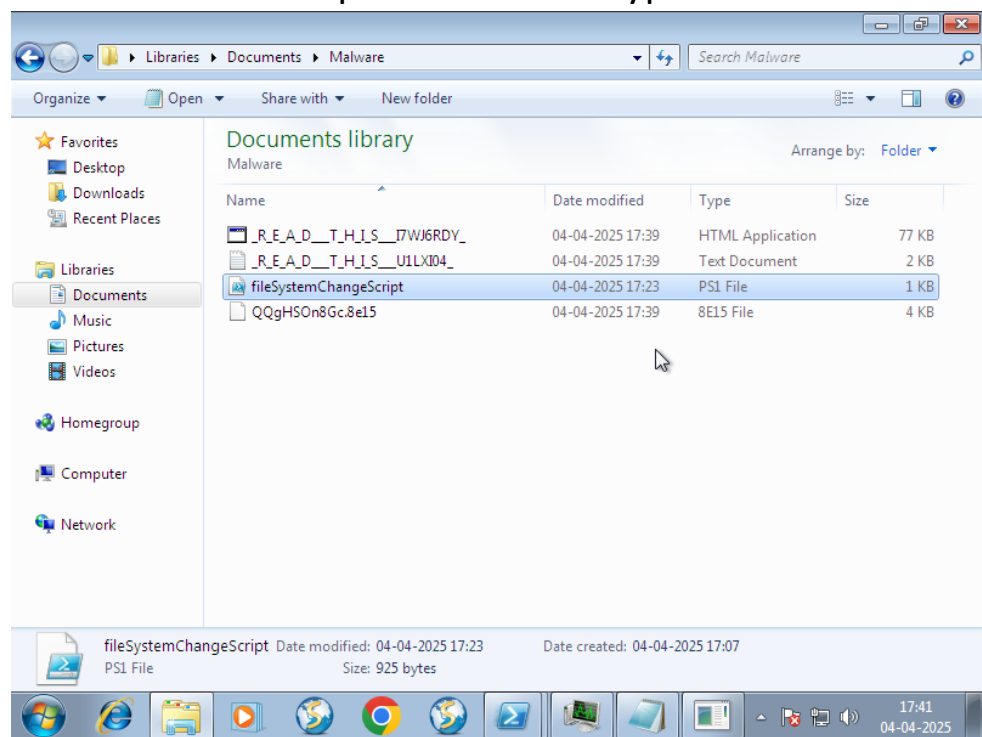 Libraries ▸ Documents ▸ Malware
Search Malware
Organize Open Share with New folder
Favorites
Desktop
Downloads
Recent Places
Libraries
Documents
Music
Pictures
Videos
Homegroup
Computer
Network
Documents library
Malware
Arrange by: Folder
Name Date modified Type Size
_R_E_A_D___T_H_I_S___I7WJ6RDY_ 04-04-2025 17:39 HTML Application 77 KB
_R_E_A_D___T_H_I_S___U1LXI04_ 04-04-2025 17:39 Text Document 2 KB
fileSystemChangeScript 04-04-2025 17:23 PS1 File 1 KB
QQgHSOn8Gc.8e15 04-04-2025 17:39 8E15 File 4 KB
fileSystemChangeScript Date modified: 04-04-2025 17:23 Date created: 04-04-2025 17:07
PS1 File Size: 925 bytes
17:41
04-04-2025